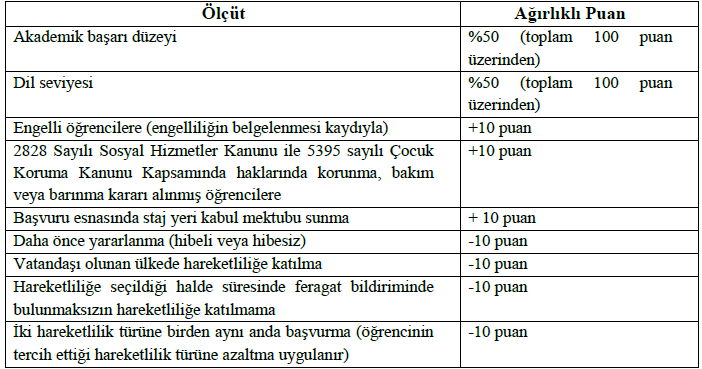 Ölçüt
Ağırlıklı Puan
Akademik başarı düzeyi
%50 (toplam 100 puan
üzerinden)
Dil seviyesi
%50 (toplam 100 puan
üzerinden)
Engelli öğrencilere (engelliliğin belgelenmesi kaydıyla)
+10 puan
2828 Sayılı Sosyal Hizmetler Kanunu ile 5395 sayılı Çocuk
Koruma Kanunu Kapsamında haklarında korunma, bakım
veya barınma kararı alınmış öğrencilere
+10 puan
Başvuru esnasında staj yeri kabul mektubu sunma
+ 10 puan
Daha önce yararlanma (hibeli veya hibesiz)
-10 puan
Vatandaşı olunan ülkede hareketliliğe katılma
-10 puan
Hareketliliğe seçildiği halde süresinde feragat bildiriminde
bulunmaksızın hareketliliğe katılmama
-10 puan
İki hareketlilik türüne birden aynı anda başvurma (öğrencinin
tercih ettiği hareketlilik türüne azaltma uygulanır)
-10 puan